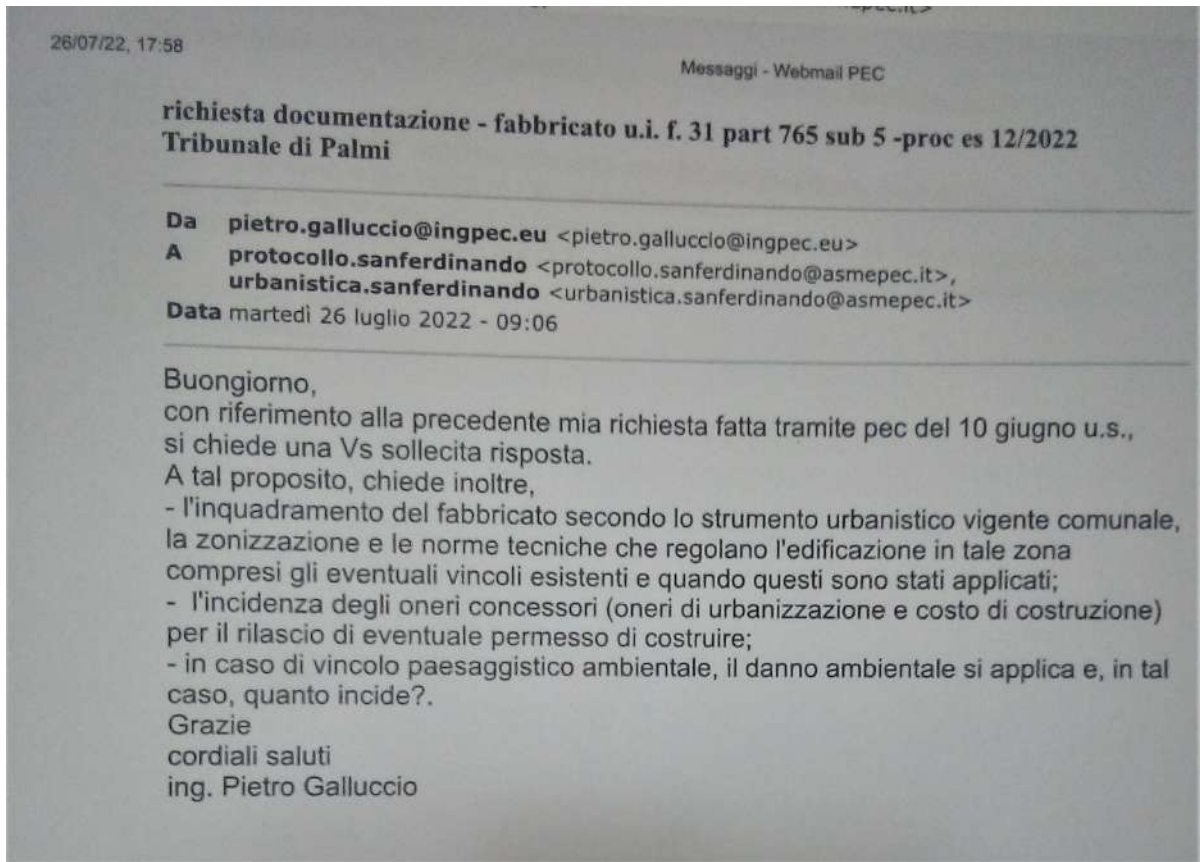 26/07/22, 17:58
Messaggi - Webmail PEC
richiesta documentazione - fabbricato u.i. f. 31 part 765 sub 5 -proc es 12/2022
Tribunale di Palmi
Da pietro.galluccio@ingpec.eu <pietro.galluccio@ingpec.eu>
A protocollo.sanferdinando <protocollo.sanferdinando@asmepec.it>,
urbanistica.sanferdinando <urbanistica.sanferdinando@asmepec.it>
Data martedì 26 luglio 2022 - 09:06
Buongiorno,
con riferimento alla precedente mia richiesta fatta tramite pec del 10 giugno u.s.,
si chiede una Vs sollecita risposta.
A tal proposito, chiede inoltre,
- l'inquadramento del fabbricato secondo lo strumento urbanistico vigente comunale,
la zonizzazione e le norme tecniche che regolano l'edificazione in tale zona
compresi gli eventuali vincoli esistenti e quando questi sono stati applicati;
- l'incidenza degli oneri concessori (oneri di urbanizzazione e costo di costruzione)
per il rilascio di eventuale permesso di costruire;
- in caso di vincolo paesaggistico ambientale, il danno ambientale si applica e, in tal
caso, quanto incide?.
Grazie
cordiali saluti
ing. Pietro Galluccio